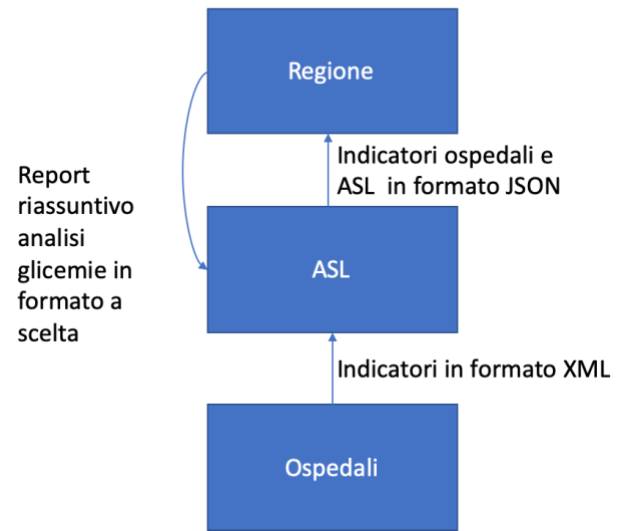 Regione
Indicatori ospedali e
ASL in formato JSON
Report
riassuntivo
analisi
glicemie in
formato a
scelta
ASL
Indicatori in formato XML
Ospedali